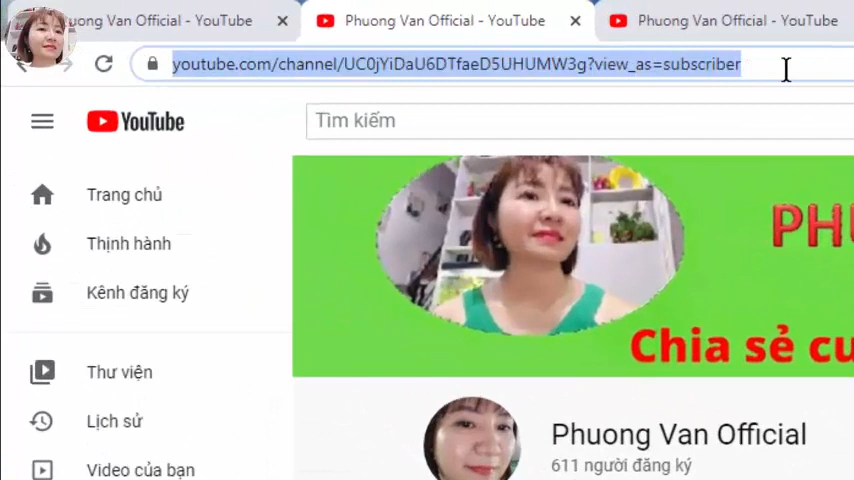 Phuong Van Official - YouTube
Phuong Van Official - YouTube
Phuong Van Official - YouTube
youtube.com/channel/UC0jYiDaU6DTfaeD5UHUMW3g?view_as=subscriber
YouTube
Tìm kiếm
Trang chủ
Thịnh hành
Kênh đăng ký
Thư viện
Lịch sử
Video của bạn
PHU
Chia sẻ cu
Phuong Van Official
611 người đăng ký